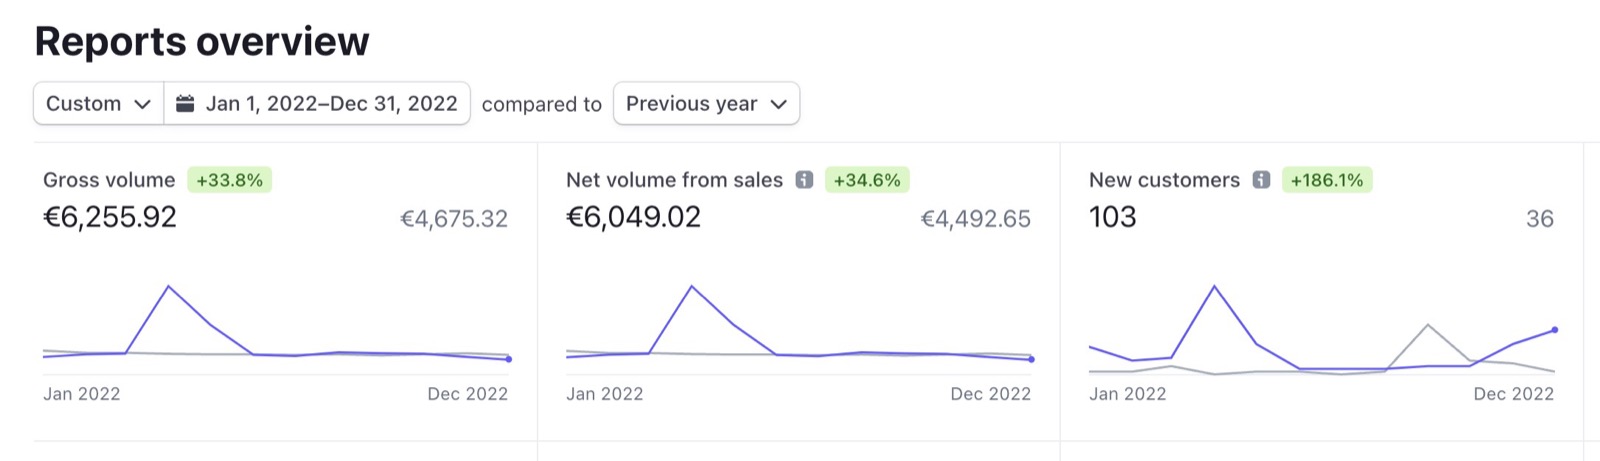 Reports overview
Custom Jan 1, 2022–Dec 31, 2022 compared to Previous year
Gross volume +33.8%
€6,255.92 €4,675.32
Jan 2022 Dec 2022
Net volume from sales +34.6%
€6,049.02 €4,492.65
Jan 2022 Dec 2022
New customers +186.1%
103 36
Jan 2022 Dec 2022